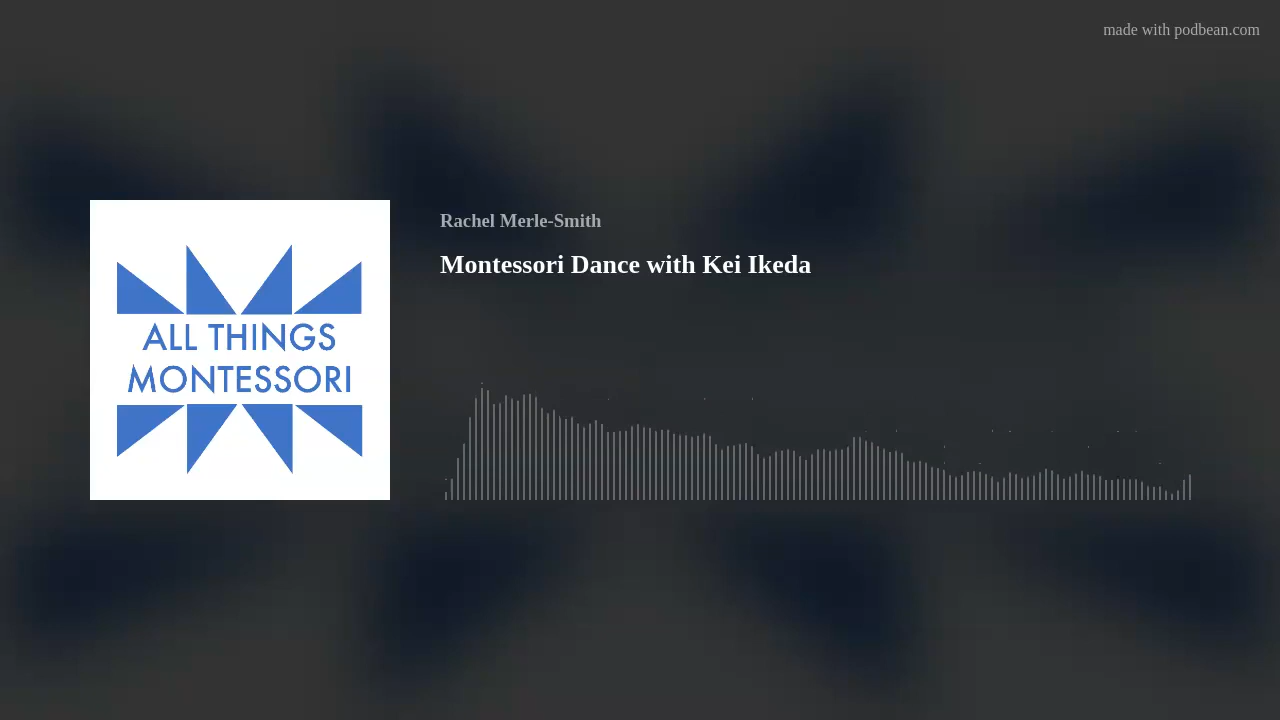 made with podbean.com
Rachel Merle-Smith
Montessori Dance with Kei Ikeda
ALL THINGS
MONTESSORI